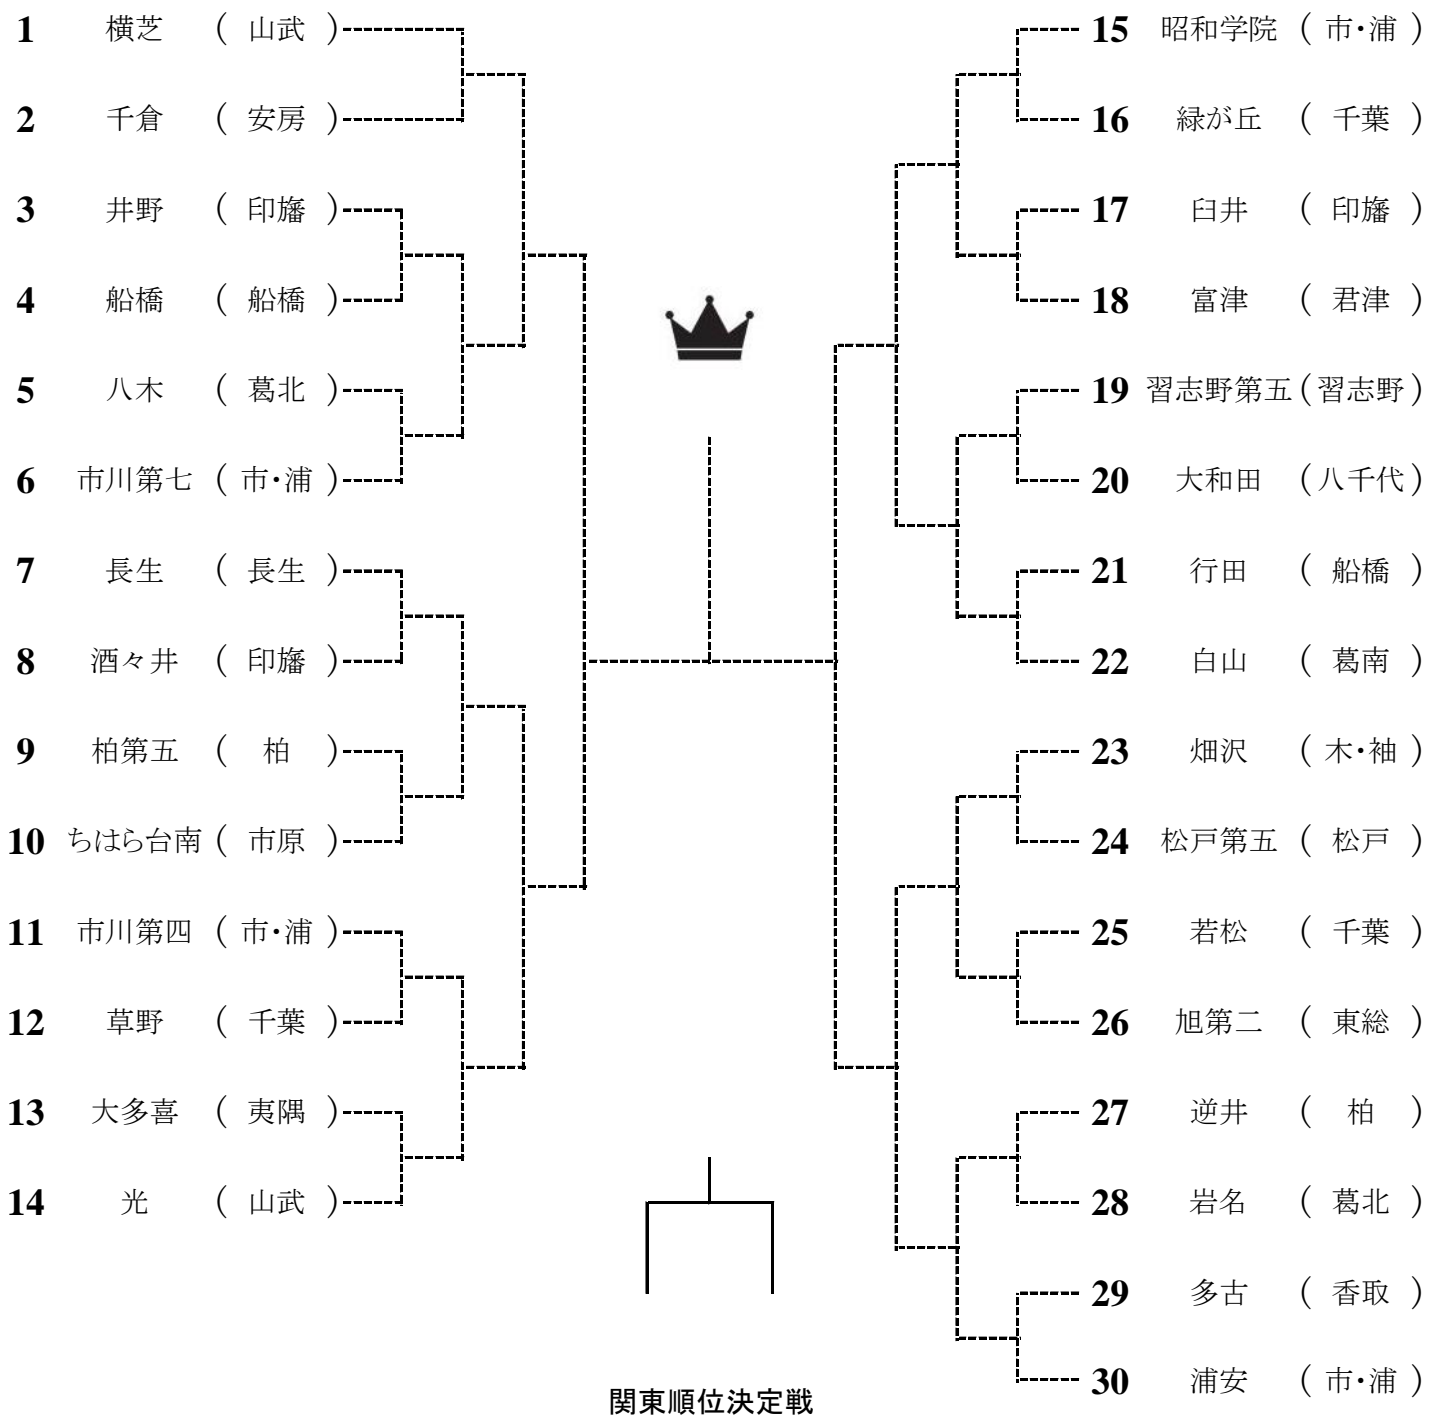 1 横芝 ( 山武 )
2 千倉 ( 安房 )
3 井野 ( 印旛 )
4 船橋 ( 船橋 )
5 八木 ( 葛北 )
6 市川第七 ( 市・浦 )
7 長生 ( 長生 )
8 酒々井 ( 印旛 )
9 柏第五 ( 柏 )
10 ちはら台南 ( 市原 )
11 市川第四 ( 市・浦 )
12 草野 ( 千葉 )
13 大多喜 ( 夷隅 )
14 光 ( 山武 )
15 昭和学院 ( 市・浦 )
16 緑が丘 ( 千葉 )
17 臼井 ( 印旛 )
18 富津 ( 君津 )
19 習志野第五 ( 習志野 )
20 大和田 ( 八千代 )
21 行田 ( 船橋 )
22 白山 ( 葛南 )
23 畑沢 ( 木・袖 )
24 松戸第五 ( 松戸 )
25 若松 ( 千葉 )
26 旭第二 ( 東総 )
27 逆井 ( 柏 )
28 岩名 ( 葛北 )
29 多古 ( 香取 )
30 浦安 ( 市・浦 )
関東順位決定戦